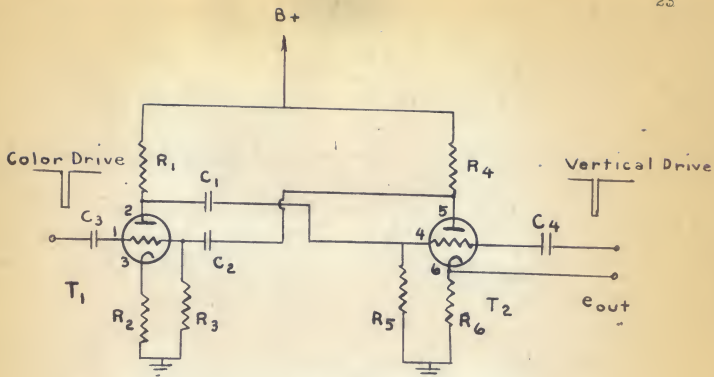 23
B+
Color Drive
Vertical Drive
R1
R4
C1
C3
2
5
C4
1
4
3
C2
6
T1
T2
eout
R2
R3
R5
R6